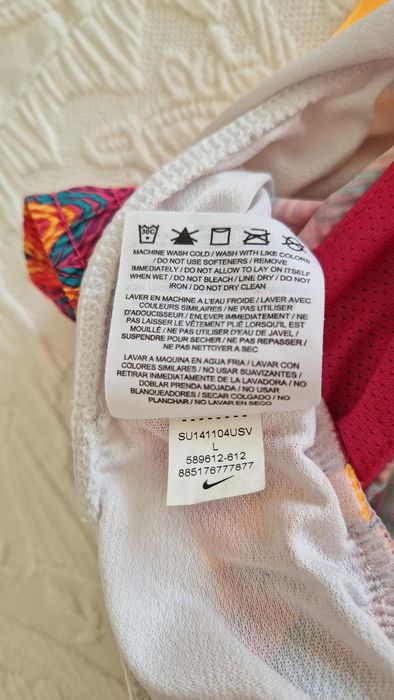 30C
MACHINE WASH COLD / WASH WITH LIKE COLORS
/ DO NOT USE SOFTENERS / REMOVE
IMMEDIATELY / DO NOT ALLOW TO LAY ON ITSELF
WHEN WET / DO NOT BLEACH / LINE DRY / DO NOT
IRON / DO NOT DRY CLEAN
LAVER EN MACHINE A L'EAU FROIDE / LAVER AVEC
COULEURS SIMILAIRES / NE PAS UTILISER
D'ADOUCISSEUR / ENLEVER IMMEDIATEMENT / NE
PAS LAISSER LE VÊTEMENT PLIÉ LORSQU'IL EST
MOUILLÉ / NE PAS UTILISER D'EAU DE JAVEL /
SUSPENDRE POUR SECHER / NE PAS REPASSER /
NE PAS NETTOYER A SEC
LAVAR A MAQUINA EN AGUA FRIA / LAVAR CON
COLORES SIMILARES / NO USAR SUAVIZANTES /
RETIRAR INMEDIATAMENTE DE LA LAVADORA / NO
DOBLAR PRENDA MOJADA / NO USAR
BLANQUEADORES / SECAR COLGADO / NO
PLANCHAR / NO LAVAR EN SECO
SU141104USV
L
589612-612
885176777877